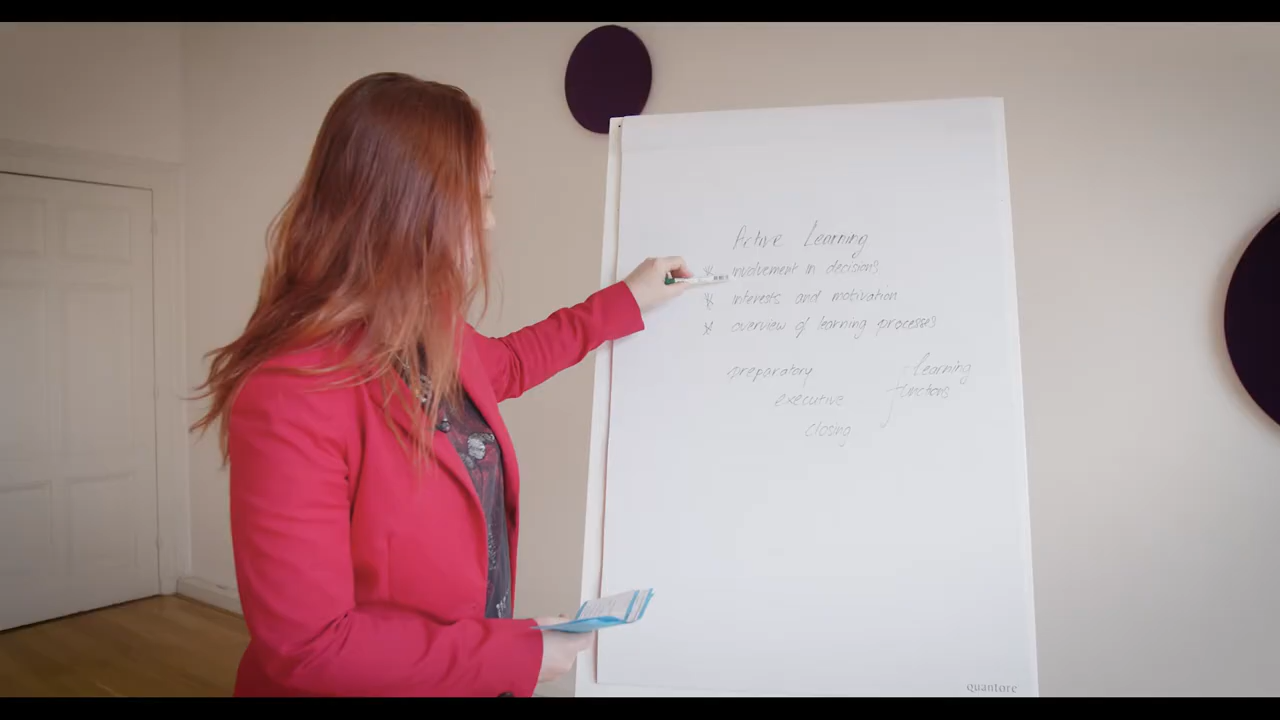 Active Learning
* involvement in decisions
* interests and motivation
* overview of learning processes
preparatory
executive
closing
learning
functions
quantore